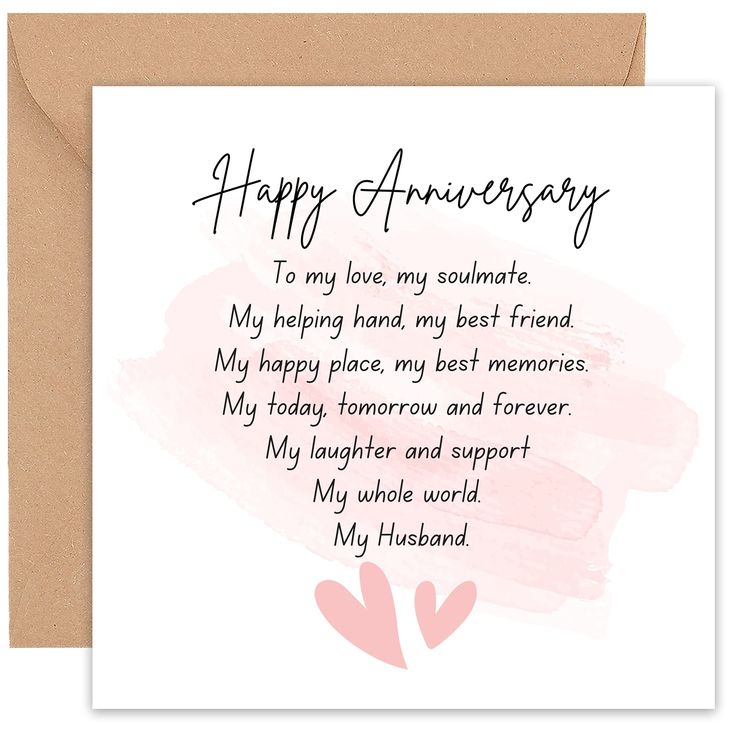 Happy Anniversary
To my love, my soulmate.
My helping hand, my best friend.
My happy place, my best memories.
My today, tomorrow and forever.
My laughter and support
My whole world.
My Husband.